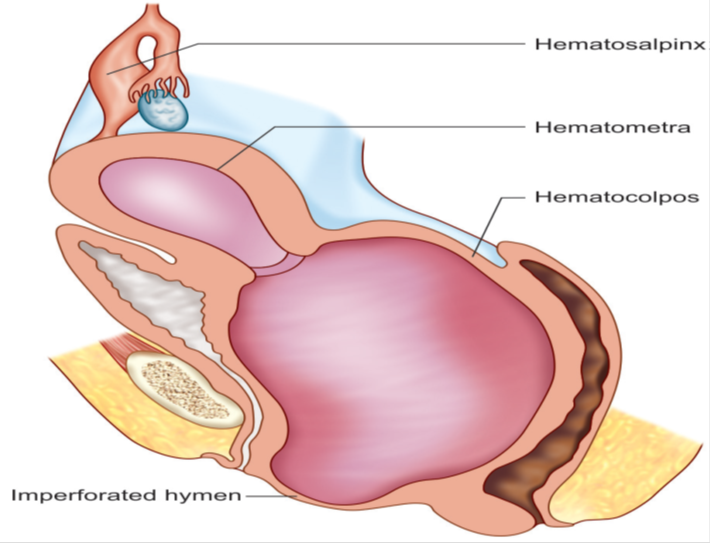 Hematosalpinx
Hematometra
Hematocolpos
Imperforated hymen